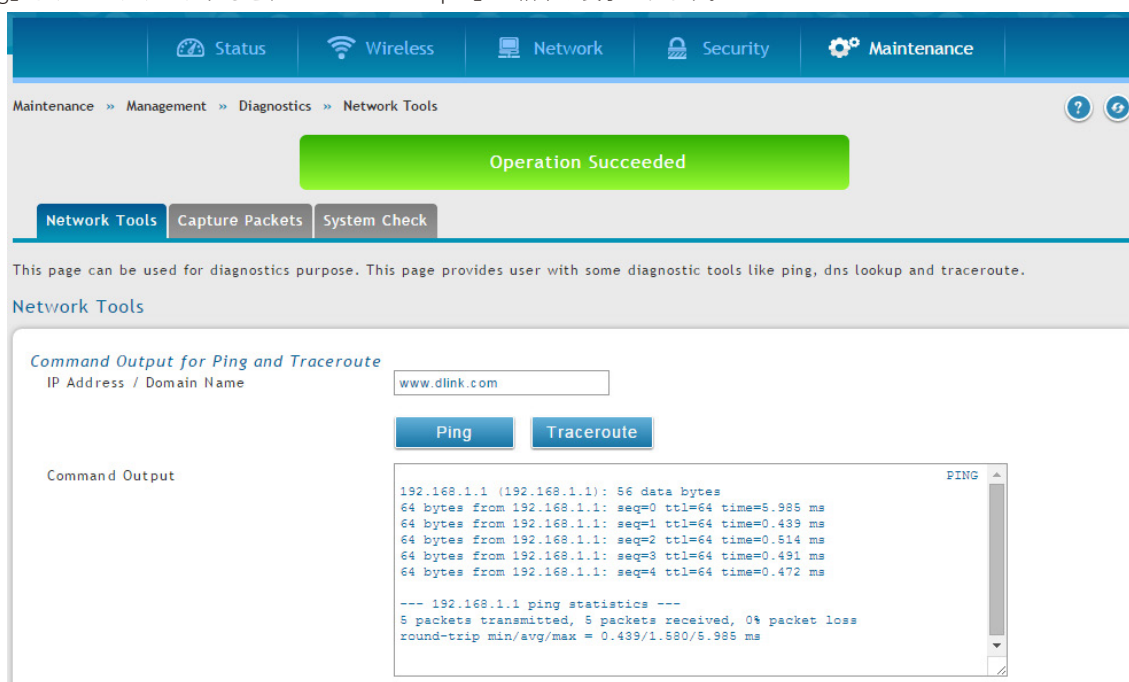 Status
Wireless
Network
Security
Maintenance
Maintenance » Management » Diagnostics » Network Tools
?
Operation Succeeded
Network Tools
Capture Packets
System Check
This page can be used for diagnostics purpose. This page provides user with some diagnostic tools like ping, dns lookup and traceroute.
Network Tools
Command Output for Ping and Traceroute
IP Address / Domain Name
www.dlink.com
Ping
Traceroute
Command Output
PING
192.168.1.1 (192.168.1.1): 56 data bytes
64 bytes from 192.168.1.1: seq=0 ttl=64 time=5.985 ms
64 bytes from 192.168.1.1: seq=1 ttl=64 time=0.439 ms
64 bytes from 192.168.1.1: seq=2 ttl=64 time=0.514 ms
64 bytes from 192.168.1.1: seq=3 ttl=64 time=0.491 ms
64 bytes from 192.168.1.1: seq=4 ttl=64 time=0.472 ms
--- 192.168.1.1 ping statistics ---
5 packets transmitted, 5 packets received, 0% packet loss
round-trip min/avg/max = 0.439/1.580/5.985 ms